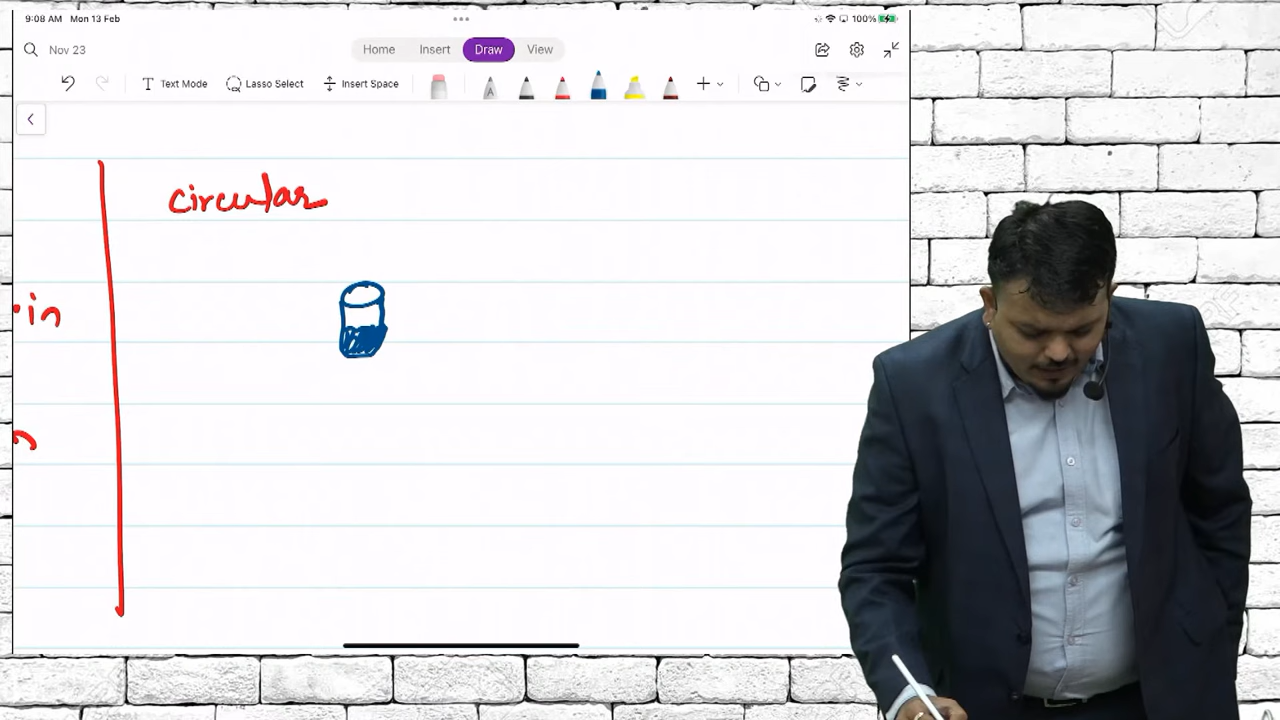 9:08 AM Mon 13 Feb
100%
Nov 23
Home Insert Draw View
Text Mode Lasso Select Insert Space
A
circular
in